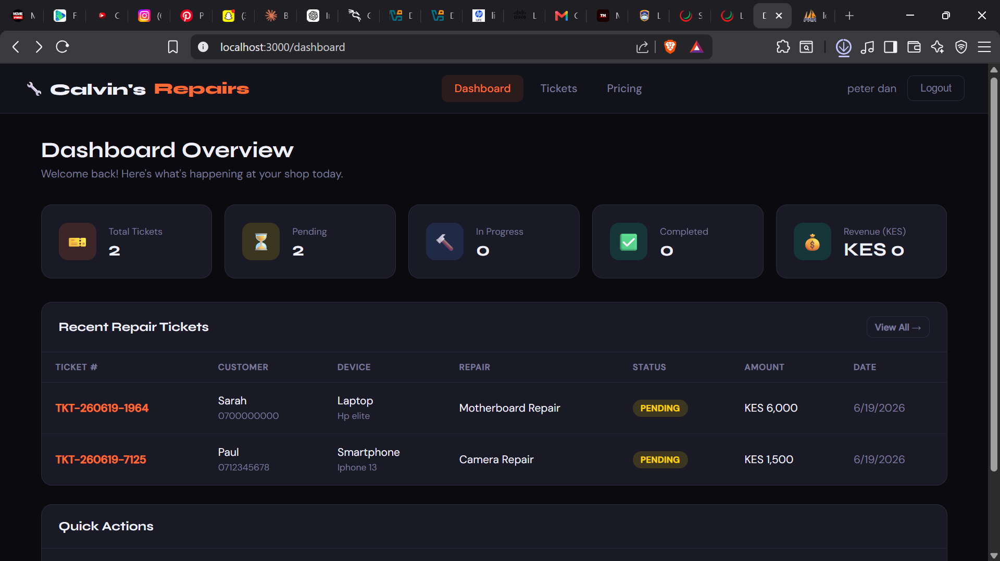 localhost:3000/dashboard
Calvin's Repairs
Dashboard
Tickets
Pricing
peter dan
Logout
Dashboard Overview
Welcome back! Here's what's happening at your shop today.
Total Tickets
2
Pending
2
In Progress
0
Completed
0
Revenue (KES)
KES 0
Recent Repair Tickets
View All →
TICKET # CUSTOMER DEVICE REPAIR STATUS AMOUNT DATE
TKT-260619-1964 Sarah Laptop Motherboard Repair PENDING KES 6,000 6/19/2026
0700000000 Hp elite
TKT-260619-7125 Paul Smartphone Camera Repair PENDING KES 1,500 6/19/2026
0712345678 Iphone 13
Quick Actions